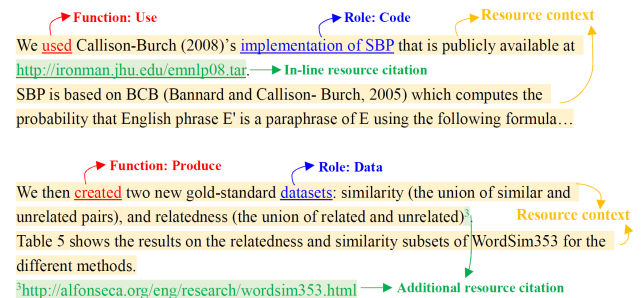 Function: Use Role: Code Resource context
We used Callison-Burch (2008)'s implementation of SBP that is publicly available at
http://ironman.jhu.edu/emnlp08.tar. In-line resource citation
SBP is based on BCB (Bannard and Callison- Burch, 2005) which computes the
probability that English phrase E' is a paraphrase of E using the following formula…
Function: Produce Role: Data
We then created two new gold-standard datasets: similarity (the union of similar and
unrelated pairs), and relatedness (the union of related and unrelated)3. Resource context
Table 5 shows the results on the relatedness and similarity subsets of WordSim353 for the
different methods.
3http://alfonseca.org/eng/research/wordsim353.html Additional resource citation